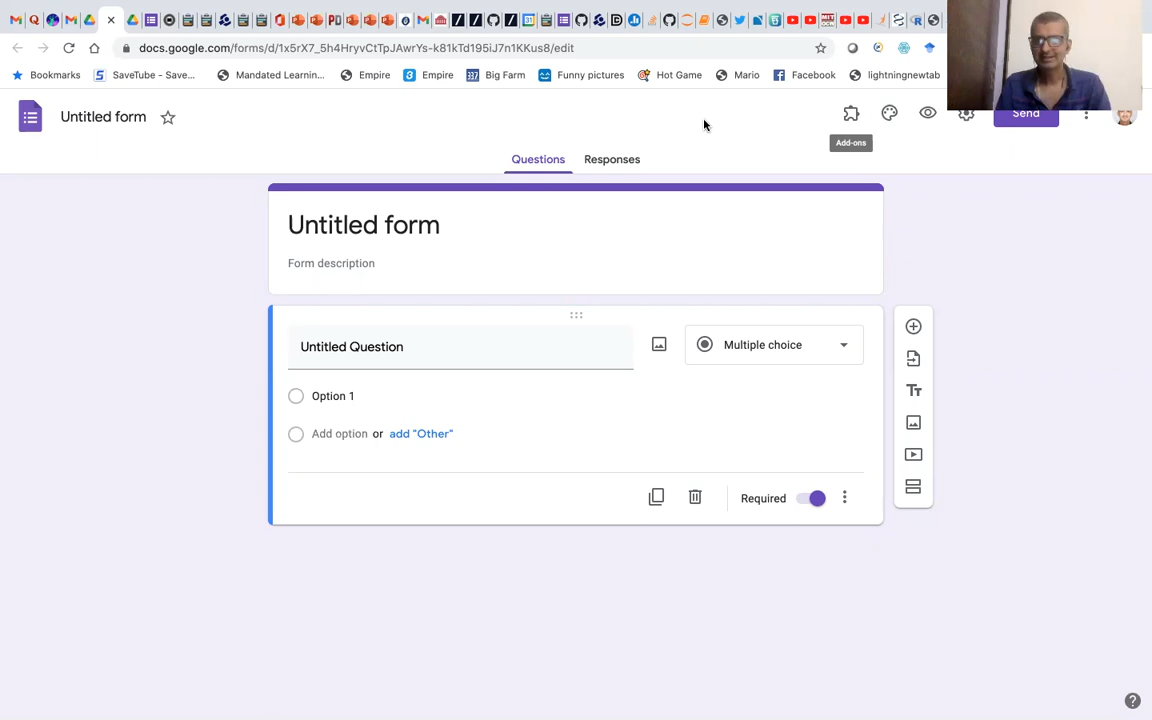 docs.google.com/forms/d/1x5rX7_5h4HryvCtTpJAwrYs-k81kTd195iJ7n1KKus8/edit
Bookmarks SaveTube - Save... Mandated Learnin... Empire Empire Big Farm Funny pictures Hot Game Mario Facebook lightningnewtab
Untitled form
Send
Add-ons
Questions Responses
Untitled form
Form description
Untitled Question
Multiple choice
Option 1
Add option or add "Other"
Required